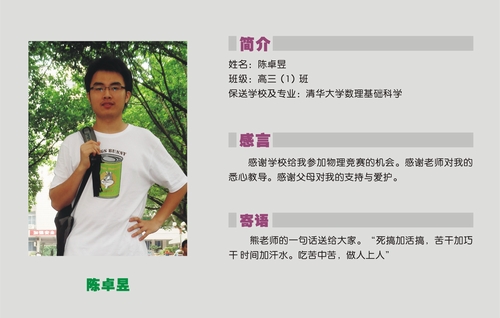 简介
姓名：陈卓昱
班级：高三（1）班
保送学校及专业：清华大学数理基础科学
感言
感谢学校给我参加物理竞赛的机会。感谢老师对我的
悉心教导。感谢父母对我的支持与爱护。
寄语
熊老师的一句话送给大家。“死搞加活搞，苦干加巧
干 时间加汗水。吃苦中苦，做人上人”
陈卓昱